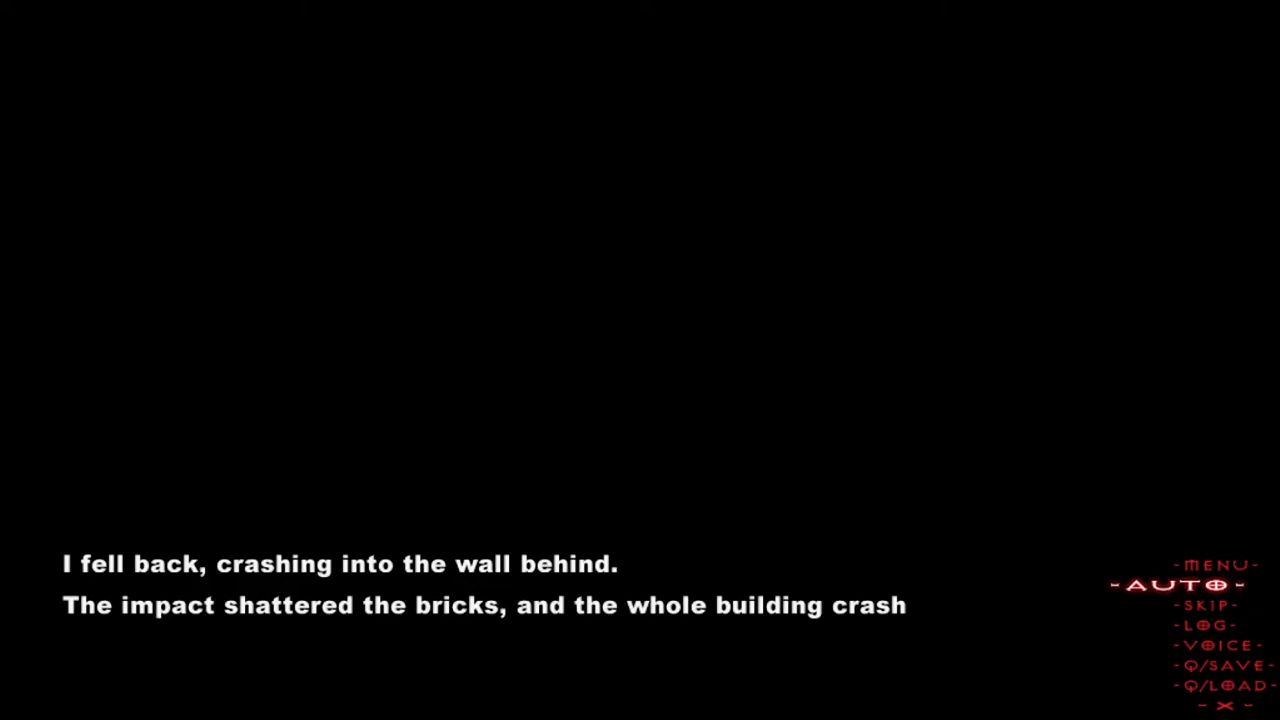 I fell back, crashing into the wall behind.
The impact shattered the bricks, and the whole building crash
-MENU-
-AUTO-
-SKIP-
-LOG-
-VOICE-
-Q/SAVE-
-Q/LOAD-
-X-